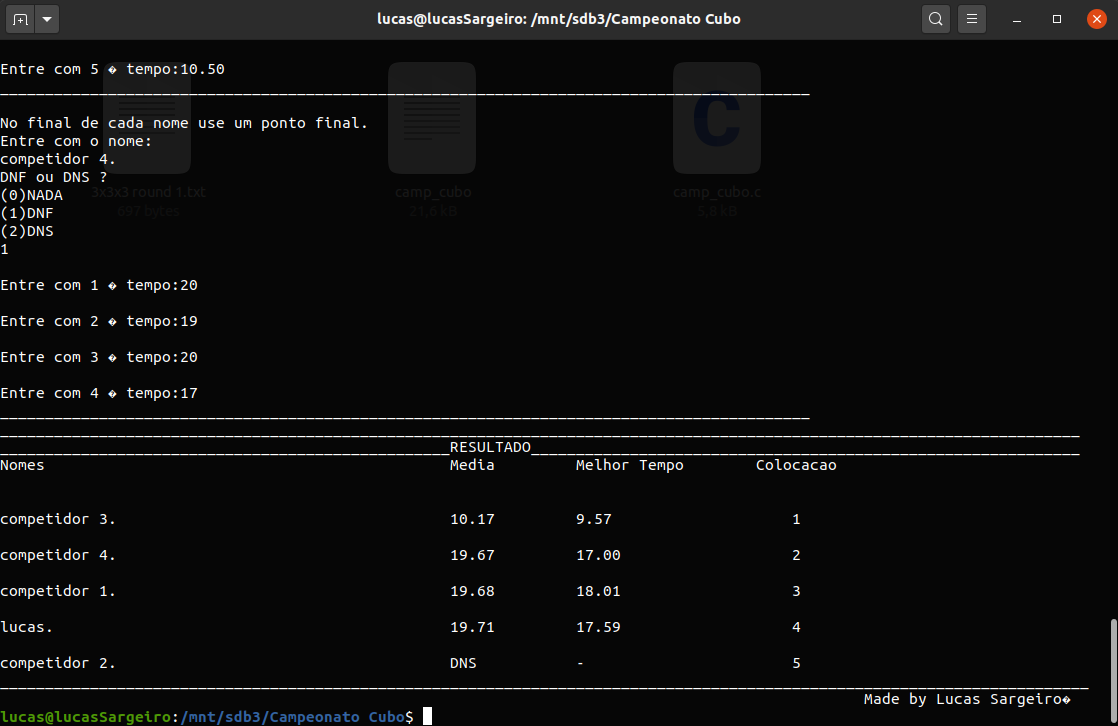 lucas@lucasSargeiro: /mnt/sdb3/Campeonato Cubo
Entre com 5 � tempo:10.50
__________________________________________________________________________________________
No final de cada nome use um ponto final.
Entre com o nome:
competidor 4.
DNF ou DNS ?
(0)NADA
(1)DNF
(2)DNS
1
3x3x3 round 1.txt
897 bytes
camp_cubo
21,6 kB
camp_cubo.c
5,8 kB
Entre com 1 � tempo:20
Entre com 2 � tempo:19
Entre com 3 � tempo:20
Entre com 4 � tempo:17
__________________________________________________________________________________________
________________________________________________________________________________________________________________________
__________________________________________________RESULTADO_____________________________________________________________
Nomes Media Melhor Tempo Colocacao
competidor 3. 10.17 9.57 1
competidor 4. 19.67 17.00 2
competidor 1. 19.68 18.01 3
lucas. 19.71 17.59 4
competidor 2. DNS - 5
_________________________________________________________________________________________________________________________
Made by Lucas Sargeiro�
lucas@lucasSargeiro:/mnt/sdb3/Campeonato Cubo$